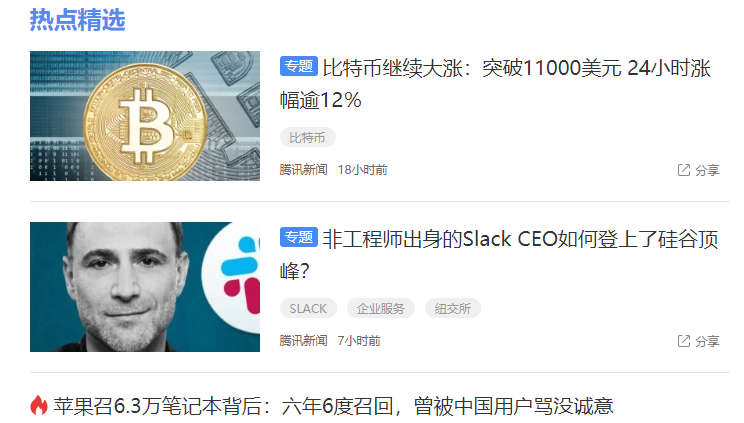 热点精选
专题 比特币继续大涨：突破11000美元 24小时涨
幅逾12%
比特币
腾讯新闻 18小时前 分享
专题 非工程师出身的Slack CEO如何登上了硅谷顶
峰？
SLACK 企业服务 纽交所
腾讯新闻 7小时前 分享
苹果召6.3万笔记本背后：六年6度召回，曾被中国用户骂没诚意